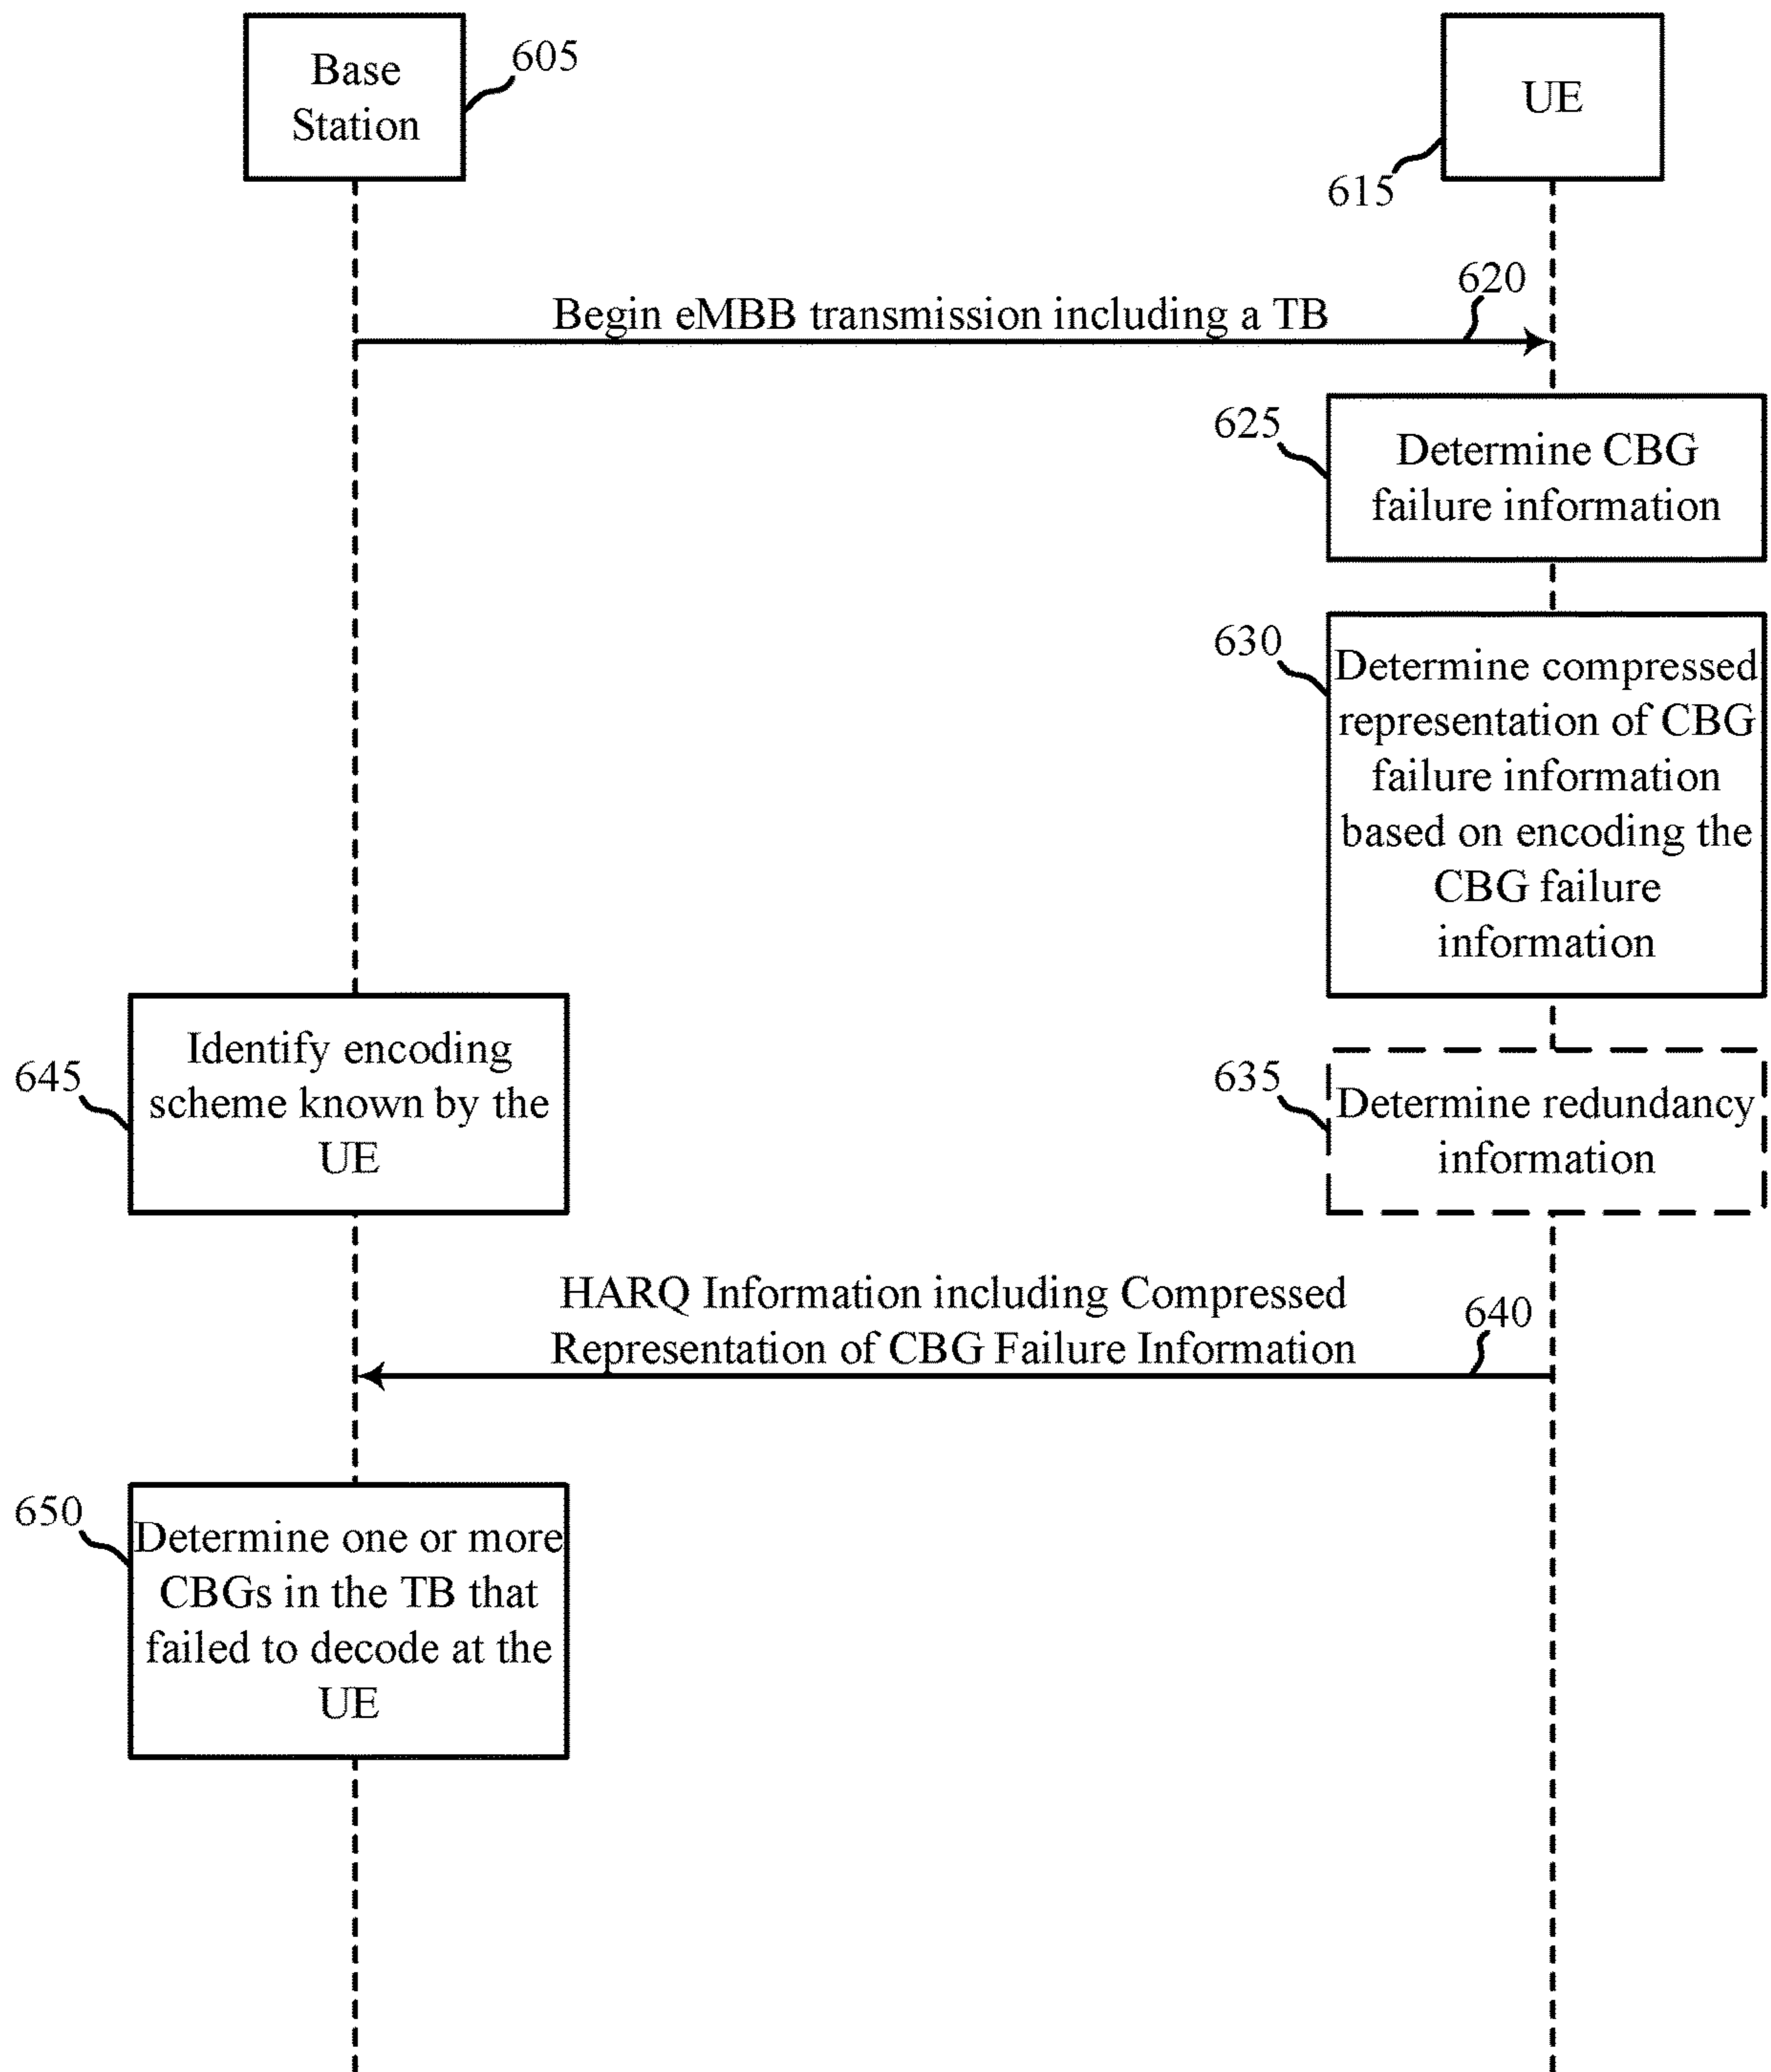 Base
Station
605
UE
615
620
Begin eMBB transmission including a TB
625
Determine CBG
failure information
630
Determine compressed
representation of CBG
failure information
based on encoding the
CBG failure
information
645
Identify encoding
scheme known by the
UE
635
Determine redundancy
information
HARQ Information including Compressed
Representation of CBG Failure Information
640
650
Determine one or more
CBGs in the TB that
failed to decode at the
UE